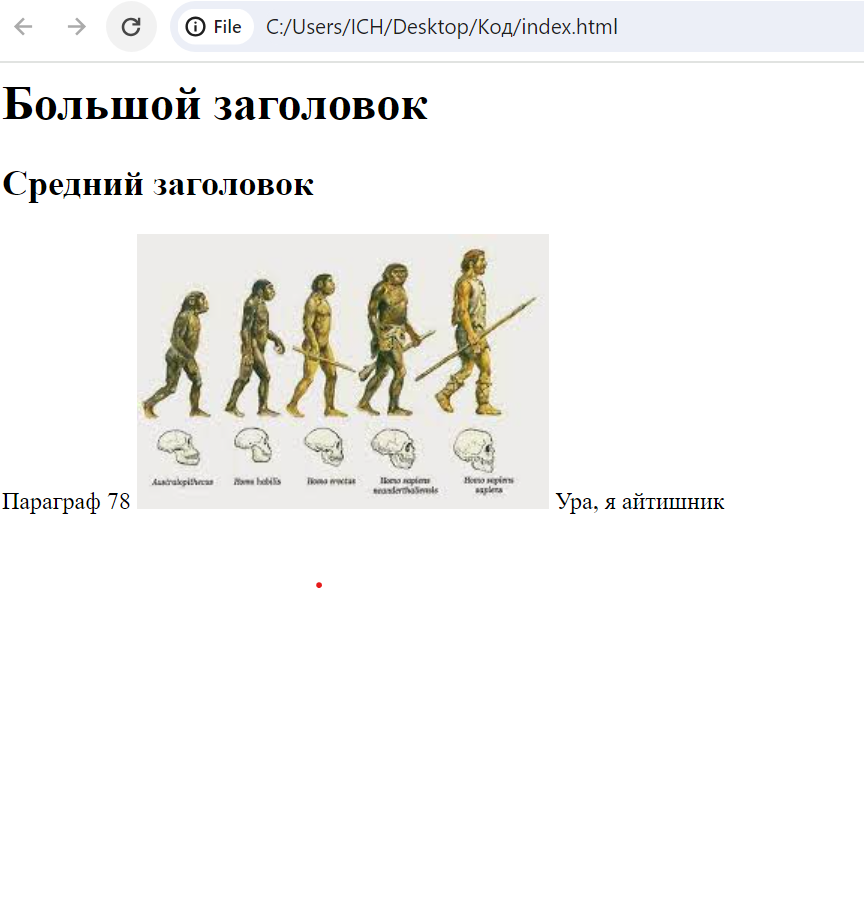 File C:/Users/ICH/Desktop/Код/index.html
Большой заголовок
Средний заголовок
Australopithecus Homo habilis Homo erectus Homo sapiens neanderthalensis Homo sapiens sapiens
Параграф 78 Ура, я айтишник